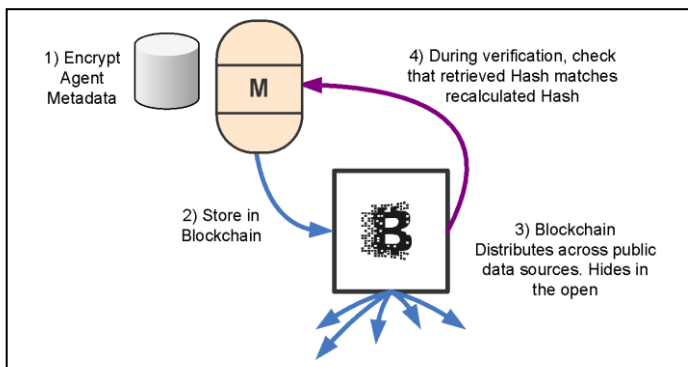 1) Encrypt
Agent
Metadata
M
4) During verification, check
that retrieved Hash matches
recalculated Hash
2) Store in
Blockchain
B
3) Blockchain
Distributes across public
data sources. Hides in
the open